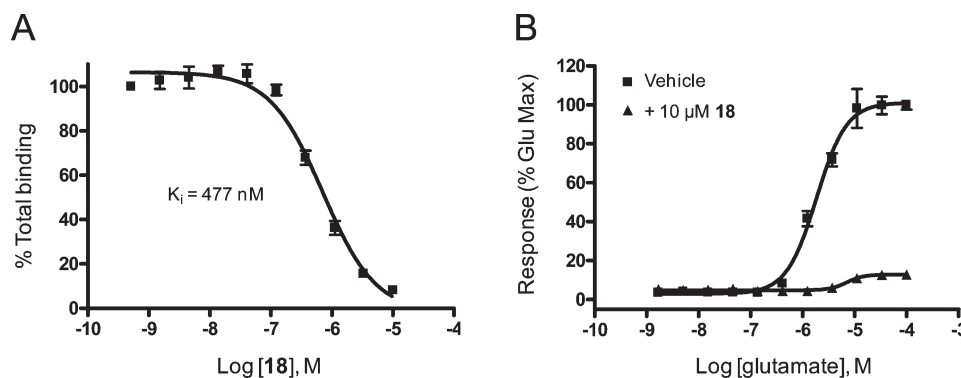 A
% Total binding
100
80
60
40
20
0
Ki = 477 nM
-10 -9 -8 -7 -6 -5 -4
Log [18], M
B
Response (% Glu Max)
120
100
80
60
40
20
0
Vehicle
+ 10 µM 18
-10 -9 -8 -7 -6 -5 -4 -3
Log [glutamate], M